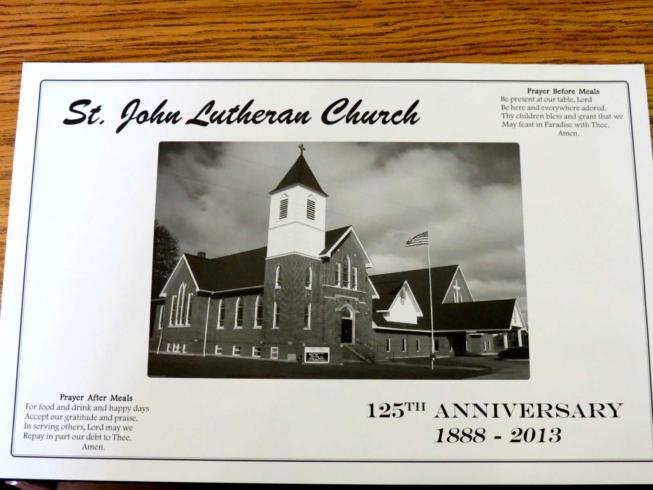 St. John Lutheran Church
Prayer Before Meals
Be present at our table, Lord
Be here and everywhere adored.
Thy children bless and grant that we
May feast in Paradise with Thee.
Amen.
Prayer After Meals
For food and drink and happy days
Accept our gratitude and praise.
In serving others, Lord may we
Repay in part our debt to Thee.
Amen.
125TH ANNIVERSARY
1888 - 2013